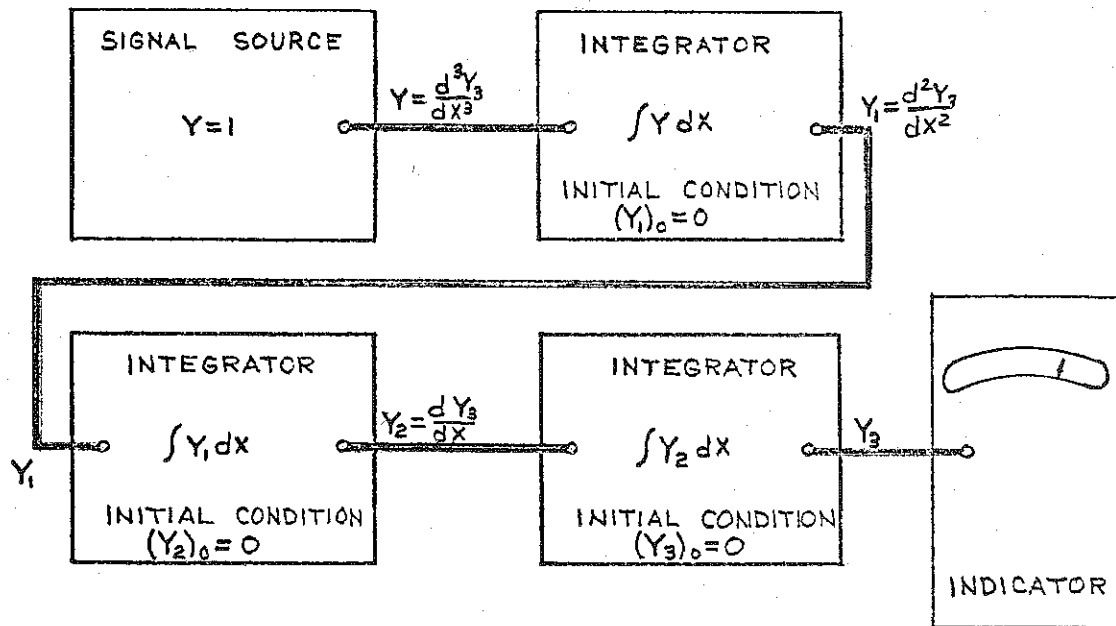 SIGNAL SOURCE
Y=1
Y = d³Y₃/dX³
INTEGRATOR
∫Y dX
INITIAL CONDITION
(Y₁)₀=0
Y₁ = d²Y₃/dX²
Y₁
INTEGRATOR
∫Y₁ dX
INITIAL CONDITION
(Y₂)₀=0
Y₂ = dY₃/dX
INTEGRATOR
∫Y₂ dX
INITIAL CONDITION
(Y₃)₀=0
Y₃
INDICATOR